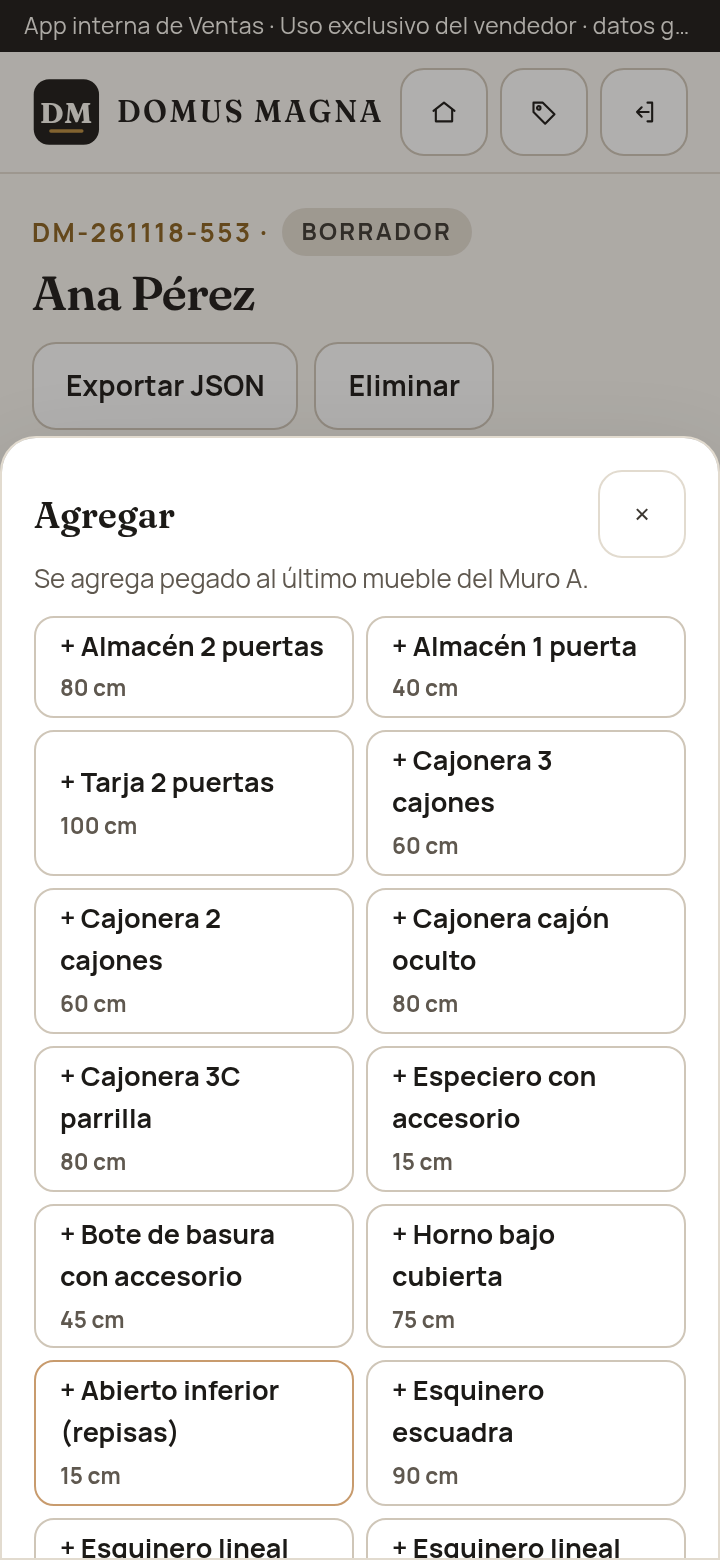 App interna de Ventas · Uso exclusivo del vendedor · datos g…
DM DOMUS MAGNA
DM-261118-553 · BORRADOR
Ana Pérez
Exportar JSON Eliminar
Agregar ×
Se agrega pegado al último mueble del Muro A.
+ Almacén 2 puertas
80 cm
+ Almacén 1 puerta
40 cm
+ Tarja 2 puertas
100 cm
+ Cajonera 3
cajones
60 cm
+ Cajonera 2
cajones
60 cm
+ Cajonera cajón
oculto
80 cm
+ Cajonera 3C
parrilla
80 cm
+ Especiero con
accesorio
15 cm
+ Bote de basura
con accesorio
45 cm
+ Horno bajo
cubierta
75 cm
+ Abierto inferior
(repisas)
15 cm
+ Esquinero
escuadra
90 cm
+ Esquinero lineal
+ Esquinero lineal